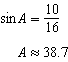 sin A = 10/16
A ≈ 38.7